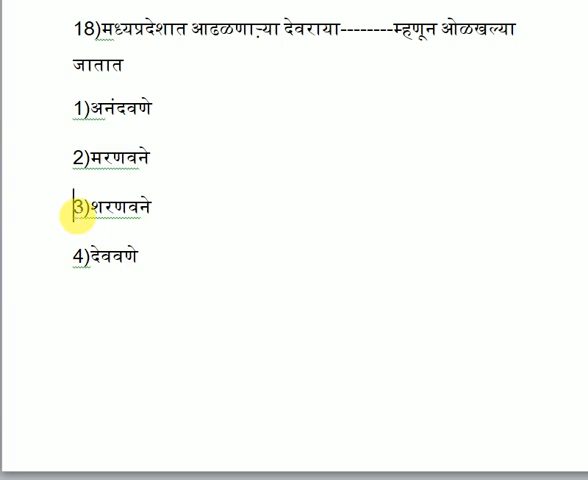 18)मध्यप्रदेशात आढळणाऱ्या देवराया--------म्हणून ओळखल्या
जातात
1)अनंदवणे
2)मरणवने
3)शरणवने
4)देववणे